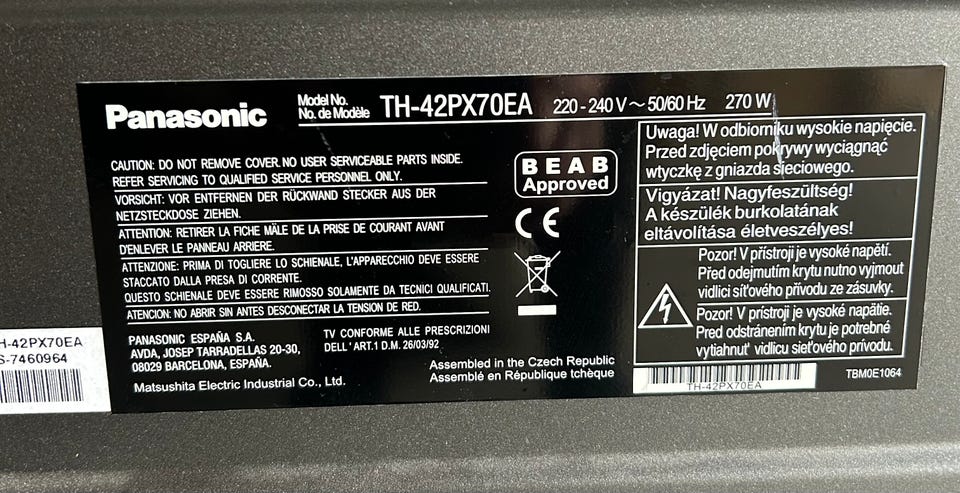 Panasonic
Model No.
No. de Modèle
TH-42PX70EA 220 - 240 V ～ 50/60 Hz 270 W
CAUTION: DO NOT REMOVE COVER. NO USER SERVICEABLE PARTS INSIDE.
REFER SERVICING TO QUALIFIED SERVICE PERSONNEL ONLY.
VORSICHT: VOR ENTFERNEN DER RÜCKWAND STECKER AUS DER
NETZSTECKDOSE ZIEHEN.
ATTENTION: RETIRER LA FICHE MÂLE DE LA PRISE DE COURANT AVANT
D'ENLEVER LE PANNEAU ARRIERE.
ATTENZIONE: PRIMA DI TOGLIERE LO SCHIENALE, L'APPARECCHIO DEVE ESSERE
STACCATO DALLA PRESA DI CORRENTE.
QUESTO SCHIENALE DEVE ESSERE RIMOSSO SOLAMENTE DA TECNICI QUALIFICATI.
ATENCION: NO ABRIR SIN ANTES DESCONECTAR LA TENSION DE RED.
PANASONIC ESPAÑA S.A.
AVDA, JOSEP TARRADELLAS 20-30,
08029 BARCELONA, ESPAÑA.
TV CONFORME ALLE PRESCRIZIONI
DELL' ART.1 D.M. 26/03/92
Matsushita Electric Industrial Co., Ltd.
BEAB
Approved
CE
Assembled in the Czech Republic
Assemblé en République tchèque
Uwaga! W odbiorniku wysokie napięcie.
Przed zdjęciem pokrywy wyciągnąć
wtyczkę z gniazda sieciowego.
Vigyázat! Nagyfeszültség!
A készülék burkolatának
eltávolítása életveszélyes!
Pozor! V přístroji je vysoké napětí.
Před odejmutím krytu nutno vyjmout
vidlici síťového přívodu ze zásuvky.
Pozor! V prístroji je vysoké napätie.
Pred odstránením krytu je potrebné
vytiahnuť vidlicu sieťového prívodu.
TH-42PX70EA
TBM0E1064
H-42PX70EA
S-7460964